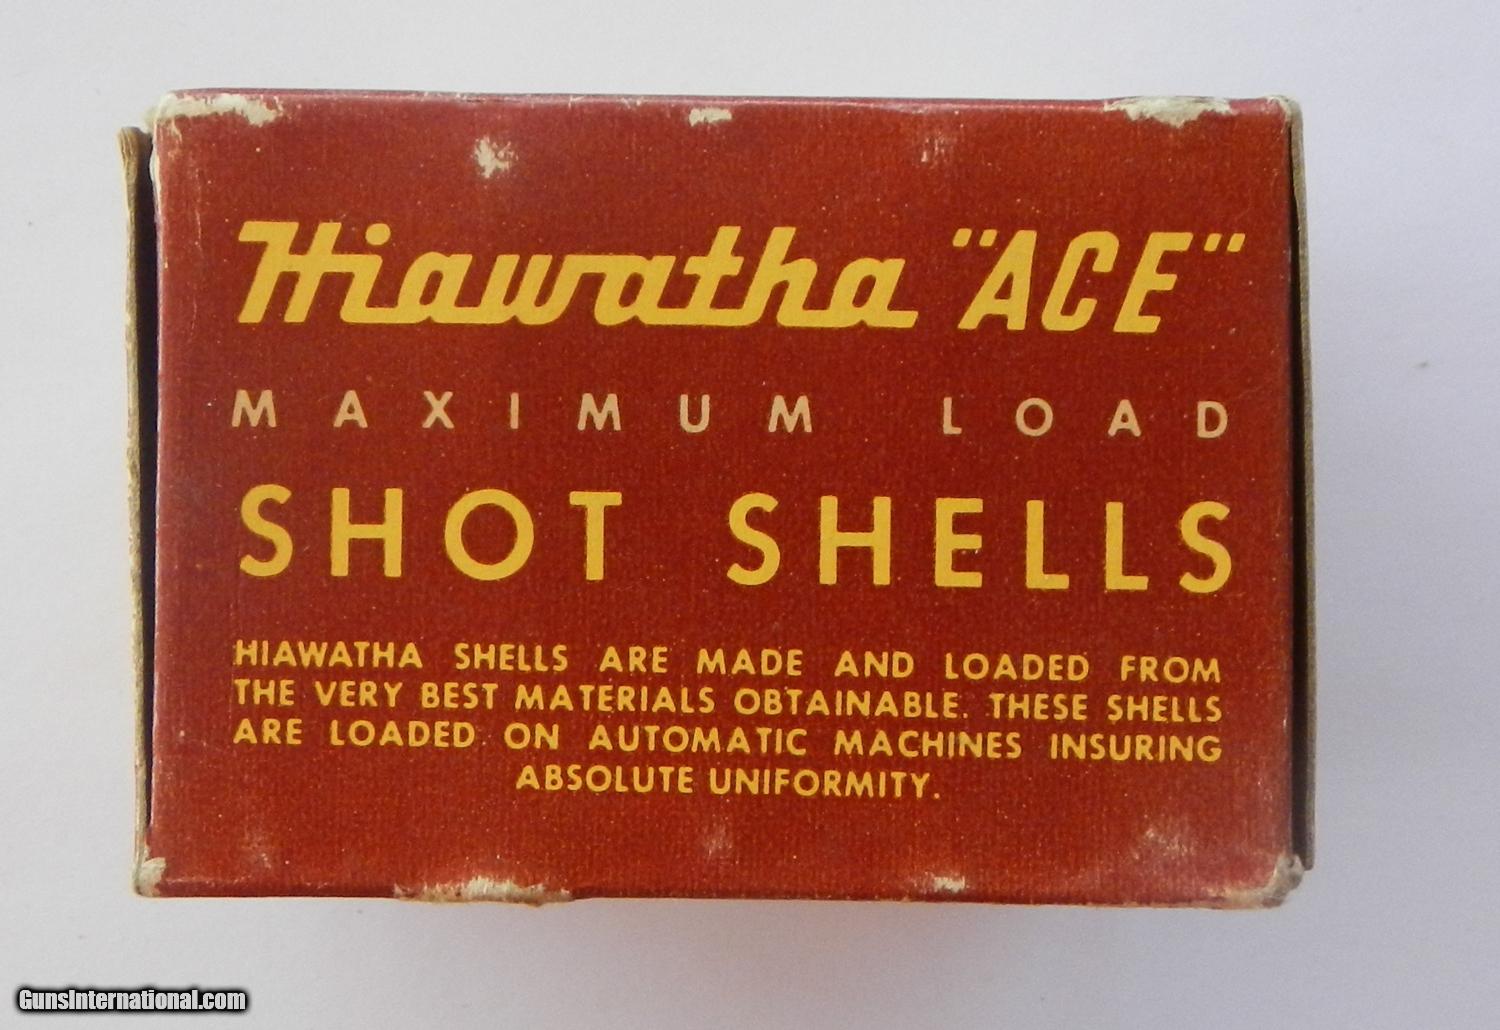 Hiawatha "ACE"
MAXIMUM LOAD
SHOT SHELLS
HIAWATHA SHELLS ARE MADE AND LOADED FROM
THE VERY BEST MATERIALS OBTAINABLE. THESE SHELLS
ARE LOADED ON AUTOMATIC MACHINES INSURING
ABSOLUTE UNIFORMITY.
GunsInternational.com